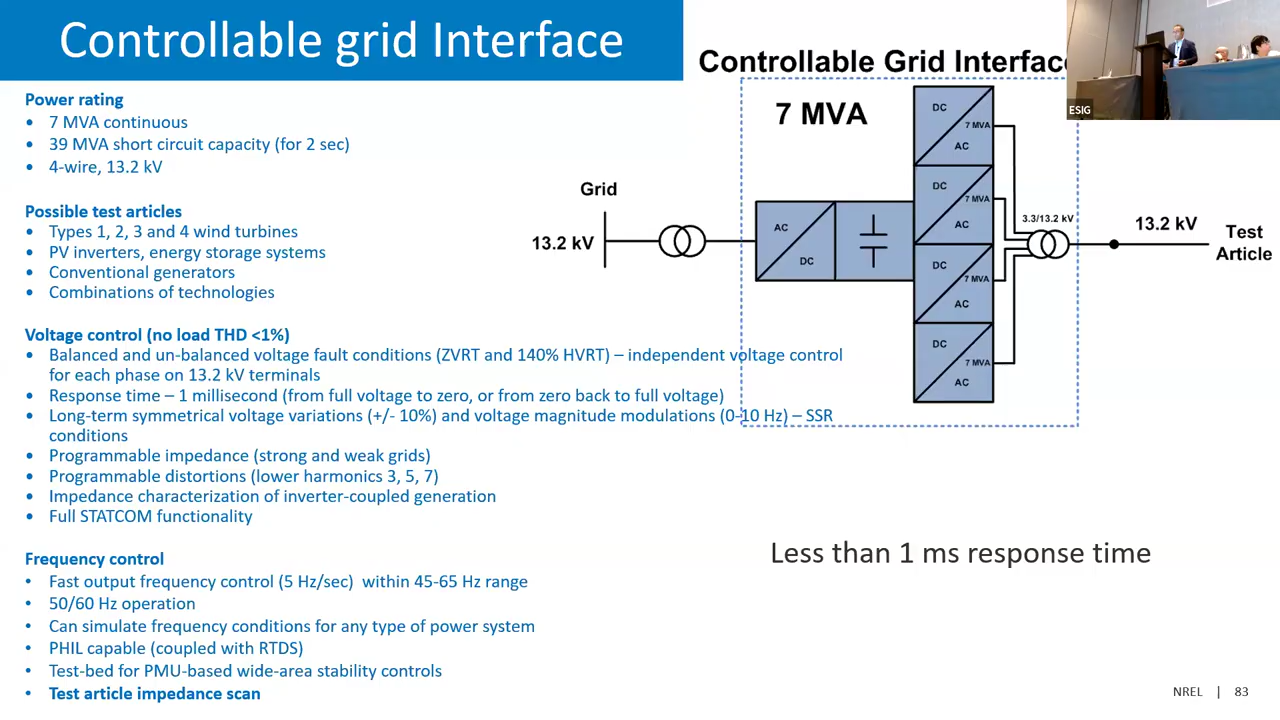 Controllable grid Interface
Power rating
• 7 MVA continuous
• 39 MVA short circuit capacity (for 2 sec)
• 4-wire, 13.2 kV
Possible test articles
• Types 1, 2, 3 and 4 wind turbines
• PV inverters, energy storage systems
• Conventional generators
• Combinations of technologies
Voltage control (no load THD <1%)
• Balanced and un-balanced voltage fault conditions (ZVRT and 140% HVRT) – independent voltage control
for each phase on 13.2 kV terminals
• Response time – 1 millisecond (from full voltage to zero, or from zero back to full voltage)
• Long-term symmetrical voltage variations (+/- 10%) and voltage magnitude modulations (0-10 Hz) – SSR
conditions
• Programmable impedance (strong and weak grids)
• Programmable distortions (lower harmonics 3, 5, 7)
• Impedance characterization of inverter-coupled generation
• Full STATCOM functionality
Frequency control
• Fast output frequency control (5 Hz/sec) within 45-65 Hz range
• 50/60 Hz operation
• Can simulate frequency conditions for any type of power system
• PHIL capable (coupled with RTDS)
• Test-bed for PMU-based wide-area stability controls
• Test article impedance scan
Controllable Grid Interface
7 MVA
Grid
13.2 kV
AC
DC
DC
7 MVA
AC
DC
7 MVA
AC
DC
7 MVA
AC
DC
7 MVA
AC
3.3/13.2 kV
13.2 kV
Test
Article
Less than 1 ms response time
ESIG
NREL | 83